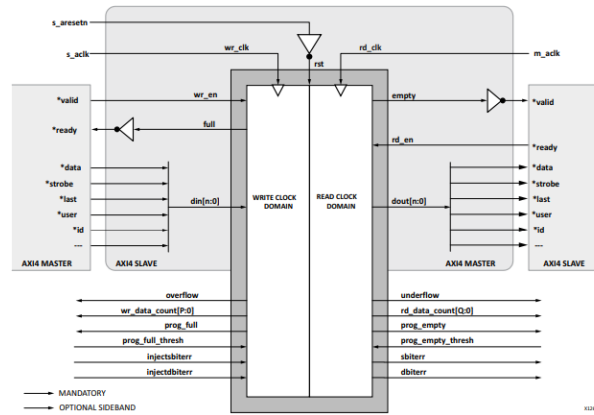 s_aresetn
s_aclk
wr_clk
rd_clk
m_aclk
rst
*valid
wr_en
empty
*valid
*ready
full
rd_en
*ready
*data
*strobe
*last
*user
*id
---
din[n:0]
WRITE CLOCK
DOMAIN
READ CLOCK
DOMAIN
dout[n:0]
*data
*strobe
*last
*user
*id
---
AXI4 MASTER
AXI4 SLAVE
AXI4 MASTER
AXI4 SLAVE
overflow
underflow
wr_data_count[P:0]
rd_data_count[Q:0]
prog_full
prog_empty
prog_full_thresh
prog_empty_thresh
injectsbiterr
sbiterr
injectdbiterr
dbiterr
MANDATORY
OPTIONAL SIDEBAND